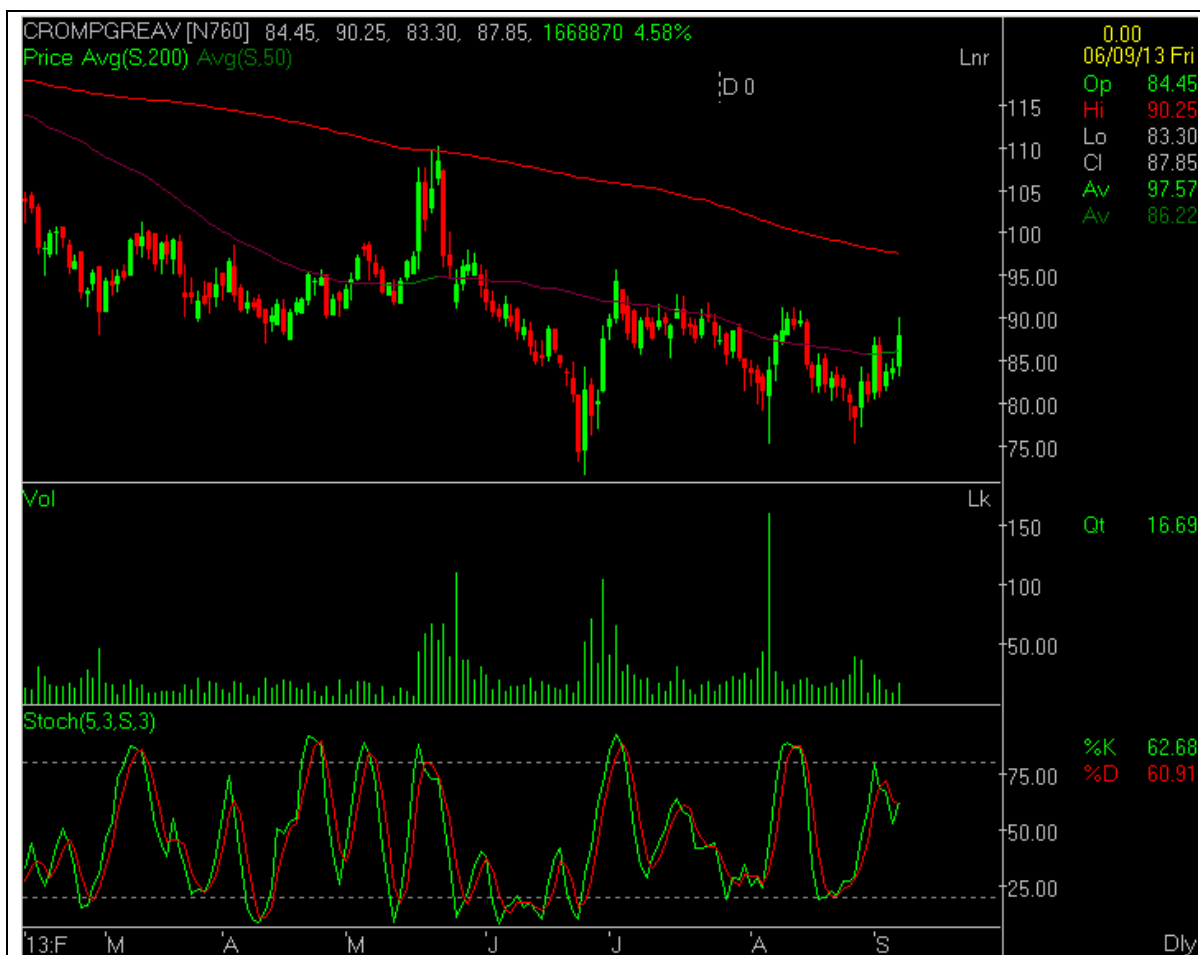 CROMPGREAV [N760] 84.45, 90.25, 83.30, 87.85, 1668870 4.58%
Price Avg(S,200) Avg(S,50)
Lnr
D 0
115
110
105
100
95.00
90.00
85.00
80.00
75.00
0.00
06/09/13 Fri
Op 84.45
Hi 90.25
Lo 83.30
Cl 87.85
Av 97.57
Av 86.22
Vol
Lk
150
100
50.00
Qt 16.69
Stoch(5,3,S,3)
75.00
50.00
25.00
%K 62.68
%D 60.91
'13:F M A M J J A S
Dly